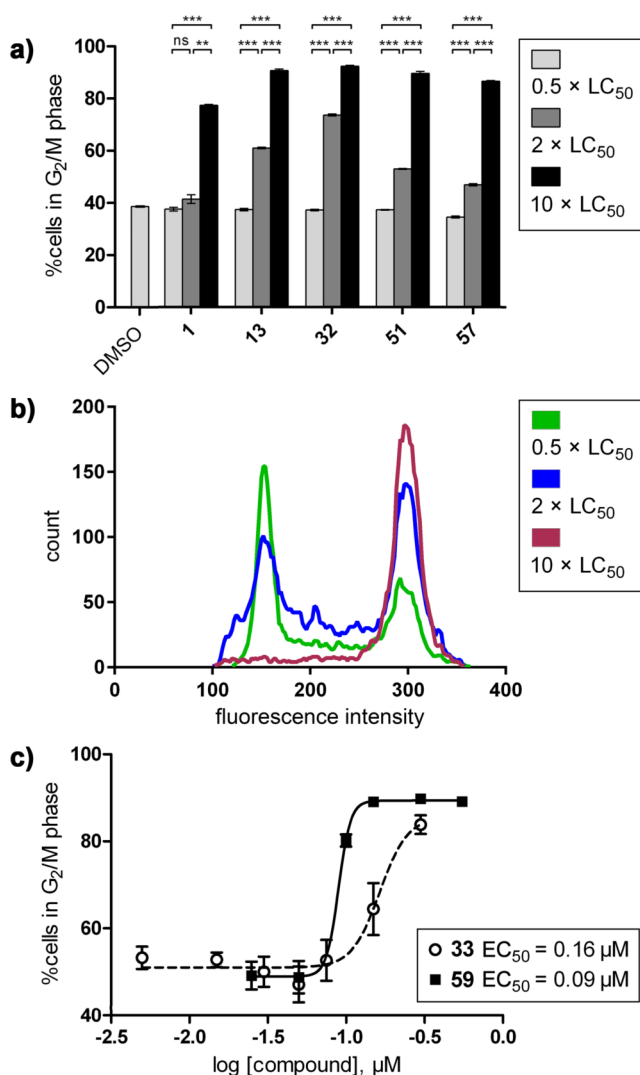 a)
*** *** *** *** ***
ns ** *** *** *** *** *** *** *** ***
%cells in G₂/M phase
100
80
60
40
20
0
DMSO 1 13 32 51 57
0.5 × LC₅₀
2 × LC₅₀
10 × LC₅₀
b)
count
200
150
100
50
0
0 100 200 300 400
fluorescence intensity
0.5 × LC₅₀
2 × LC₅₀
10 × LC₅₀
c)
%cells in G₂/M phase
100
80
60
40
-2.5 -2.0 -1.5 -1.0 -0.5 0.0
log [compound], µM
33 EC₅₀ = 0.16 µM
59 EC₅₀ = 0.09 µM